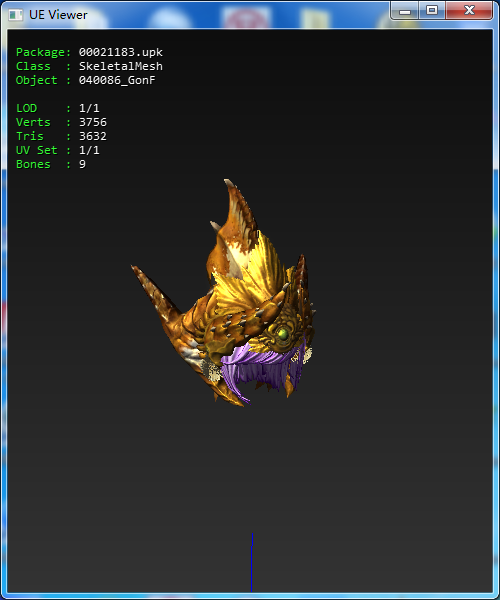 UE Viewer
Package: 00021183.upk
Class : SkeletalMesh
Object : 040086_GonF
LOD : 1/1
Verts : 3756
Tris : 3632
UV Set : 1/1
Bones : 9